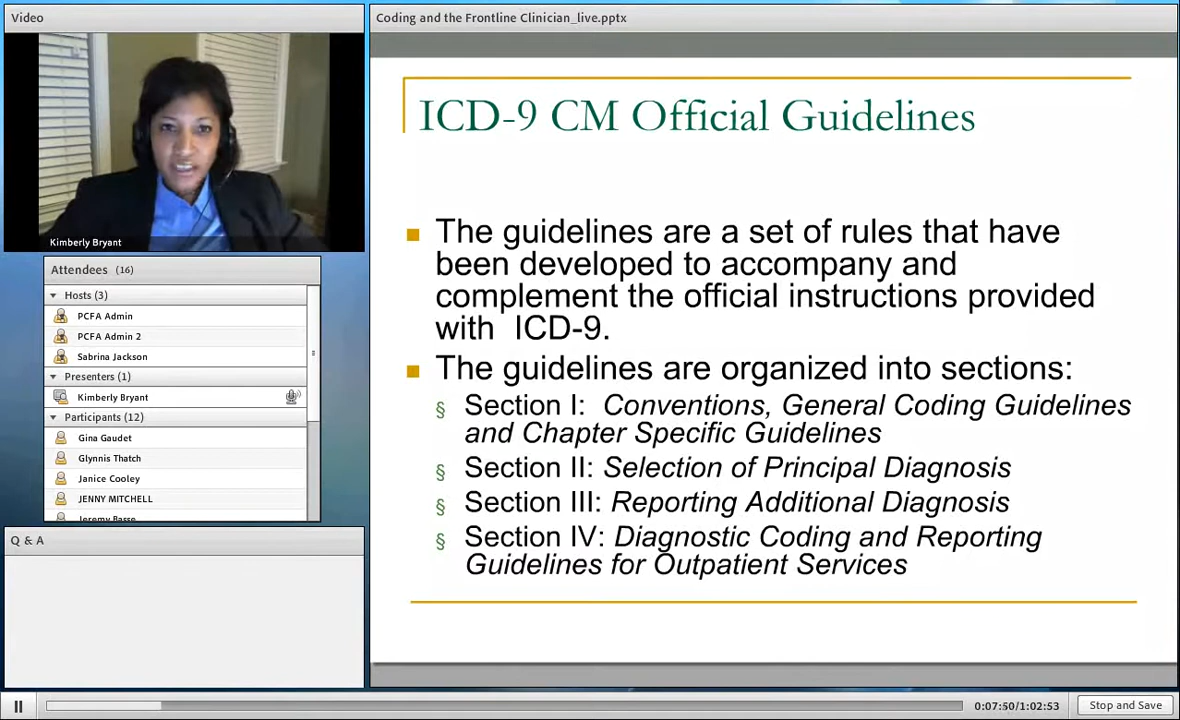 Video
Kimberly Bryant
Attendees (16)
Hosts (3)
PCFA Admin
PCFA Admin 2
Sabrina Jackson
Presenters (1)
Kimberly Bryant
Participants (12)
Gina Gaudet
Glynnis Thatch
Janice Cooley
JENNY MITCHELL
Jeremy Basse
Q & A
Coding and the Frontline Clinician_live.pptx
ICD-9 CM Official Guidelines
The guidelines are a set of rules that have
been developed to accompany and
complement the official instructions provided
with ICD-9.
The guidelines are organized into sections:
§ Section I: Conventions, General Coding Guidelines
and Chapter Specific Guidelines
§ Section II: Selection of Principal Diagnosis
§ Section III: Reporting Additional Diagnosis
§ Section IV: Diagnostic Coding and Reporting
Guidelines for Outpatient Services
0:07:50/1:02:53
Stop and Save